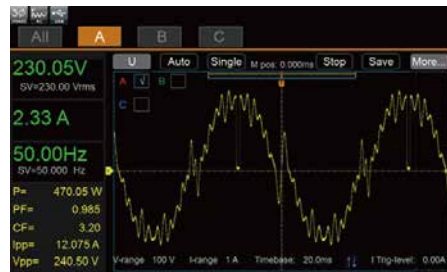 All A B C
230.05V
SV=230.00 Vrms
2.33 A
50.00Hz
SV=50.000 Hz
P= 470.05 W
PF= 0.985
CF= 3.20
Ipp= 12.075 A
Vpp= 240.50 V
U Auto Single M pos: 0.000ms Stop Save More...
A √ B
C
V-range 100 V I-range 1 A Timebase: 20.0ms I Trig-level: 0.00A